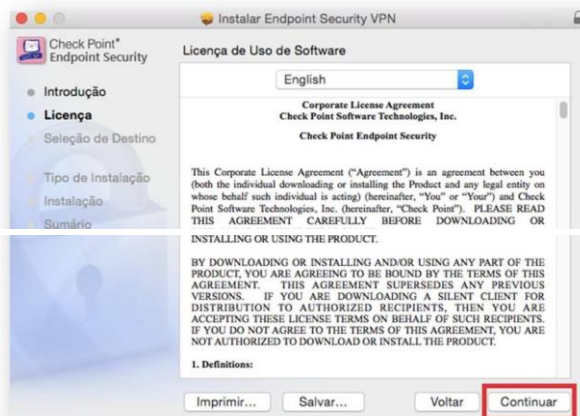 Instalar Endpoint Security VPN
Check Point®
Endpoint Security
Introdução
Licença
Seleção de Destino
Tipo de Instalação
Instalação
Sumário
Licença de Uso de Software
English
Corporate License Agreement
Check Point Software Technologies, Inc.
Check Point Endpoint Security
This Corporate License Agreement ("Agreement") is an agreement between you
(both the individual downloading or installing the Product and any legal entity on
whose behalf such individual is acting) (hereinafter, "You" or "Your") and Check
Point Software Technologies, Inc. (hereinafter, "Check Point"). PLEASE READ
THIS AGREEMENT CAREFULLY BEFORE DOWNLOADING OR
INSTALLING OR USING THE PRODUCT.
BY DOWNLOADING OR INSTALLING AND/OR USING ANY PART OF THE
PRODUCT, YOU ARE AGREEING TO BE BOUND BY THE TERMS OF THIS
AGREEMENT. THIS AGREEMENT SUPERSEDES ANY PREVIOUS
VERSIONS. IF YOU ARE DOWNLOADING A SILENT CLIENT FOR
DISTRIBUTION TO AUTHORIZED RECIPIENTS, THEN YOU ARE
ACCEPTING THESE LICENSE TERMS ON BEHALF OF SUCH RECIPIENTS.
IF YOU DO NOT AGREE TO THE TERMS OF THIS AGREEMENT, YOU ARE
NOT AUTHORIZED TO DOWNLOAD OR INSTALL THE PRODUCT.
1. Definitions:
Imprimir... Salvar... Voltar Continuar